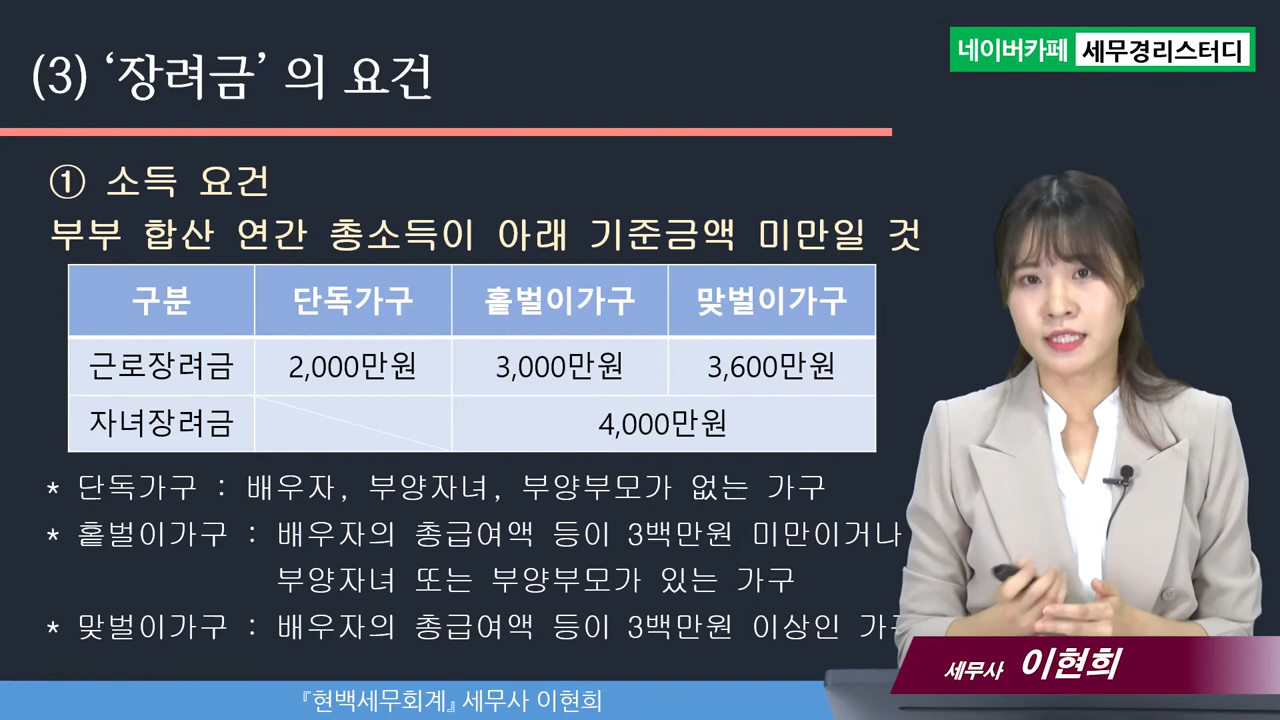 (3) ‘장려금’ 의 요건
네이버카페 세무경리스터디
① 소득 요건
부부 합산 연간 총소득이 아래 기준금액 미만일 것
구분 단독가구 홑벌이가구 맞벌이가구
근로장려금 2,000만원 3,000만원 3,600만원
자녀장려금 4,000만원
* 단독가구 : 배우자, 부양자녀, 부양부모가 없는 가구
* 홑벌이가구 : 배우자의 총급여액 등이 3백만원 미만이거나
부양자녀 또는 부양부모가 있는 가구
* 맞벌이가구 : 배우자의 총급여액 등이 3백만원 이상인
세무사 이현희
『현백세무회계』 세무사 이현희